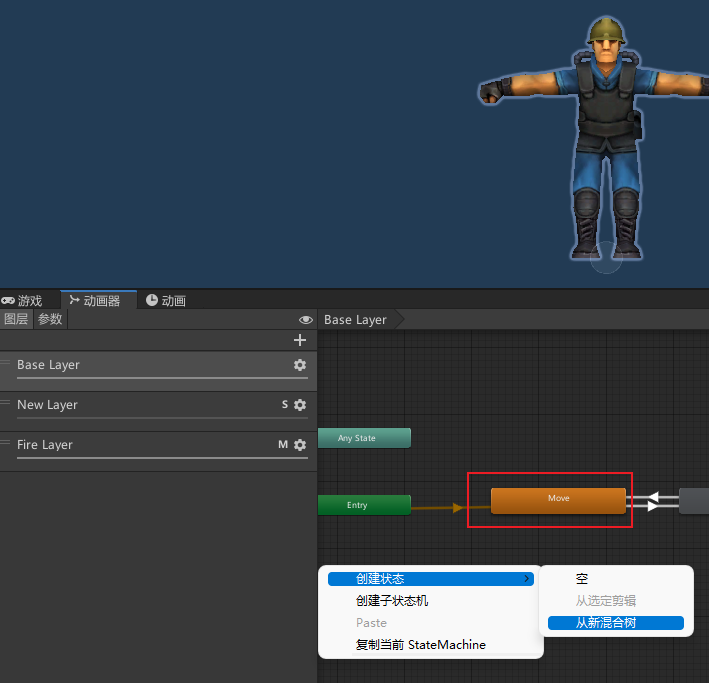 游戏 动画器 动画
图层 参数 Base Layer
Base Layer
New Layer S
Fire Layer M
Any State
Move
Entry
创建状态
创建子状态机
Paste
复制当前 StateMachine
空
从选定剪辑
从新混合树